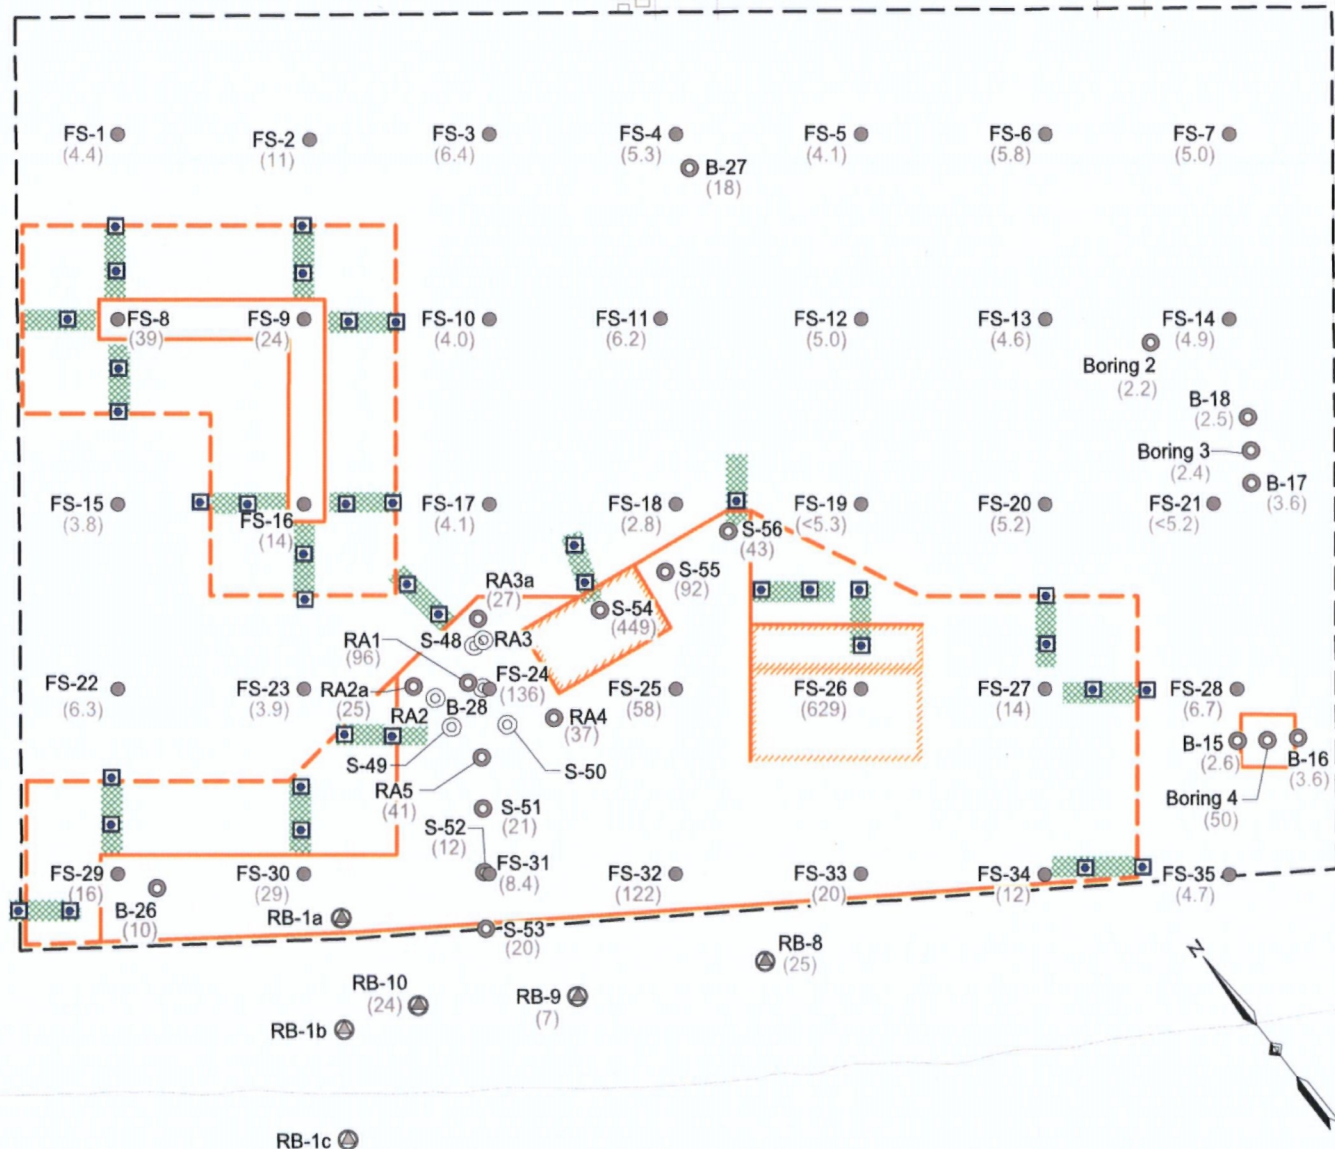 FS-1
(4.4)
FS-2
(11)
FS-3
(6.4)
FS-4
(5.3)
FS-5
(4.1)
FS-6
(5.8)
FS-7
(5.0)
B-27
(18)
FS-8
(39)
FS-9
(24)
FS-10
(4.0)
FS-11
(6.2)
FS-12
(5.0)
FS-13
(4.6)
FS-14
(4.9)
Boring 2
(2.2)
B-18
(2.5)
Boring 3
(2.4)
B-17
(3.6)
FS-15
(3.8)
FS-16
(14)
FS-17
(4.1)
FS-18
(2.8)
FS-19
(<5.3)
FS-20
(5.2)
FS-21
(<5.2)
S-56
(43)
S-55
(92)
RA3a
(27)
S-54
(449)
S-48
RA3
RA1
(96)
FS-22
(6.3)
FS-23
(3.9)
RA2a
(25)
FS-24
(136)
FS-25
(58)
FS-26
(629)
FS-27
(14)
FS-28
(6.7)
RA2
B-28
RA4
(37)
B-15
(2.6)
B-16
(3.6)
S-49
S-50
RA5
(41)
Boring 4
(50)
S-51
(21)
S-52
(12)
FS-29
(16)
FS-30
(29)
FS-31
(8.4)
FS-32
(122)
FS-33
(20)
FS-34
(12)
FS-35
(4.7)
B-26
(10)
RB-1a
S-53
(20)
RB-8
(25)
RB-10
(24)
RB-9
(7)
RB-1b
RB-1c
N